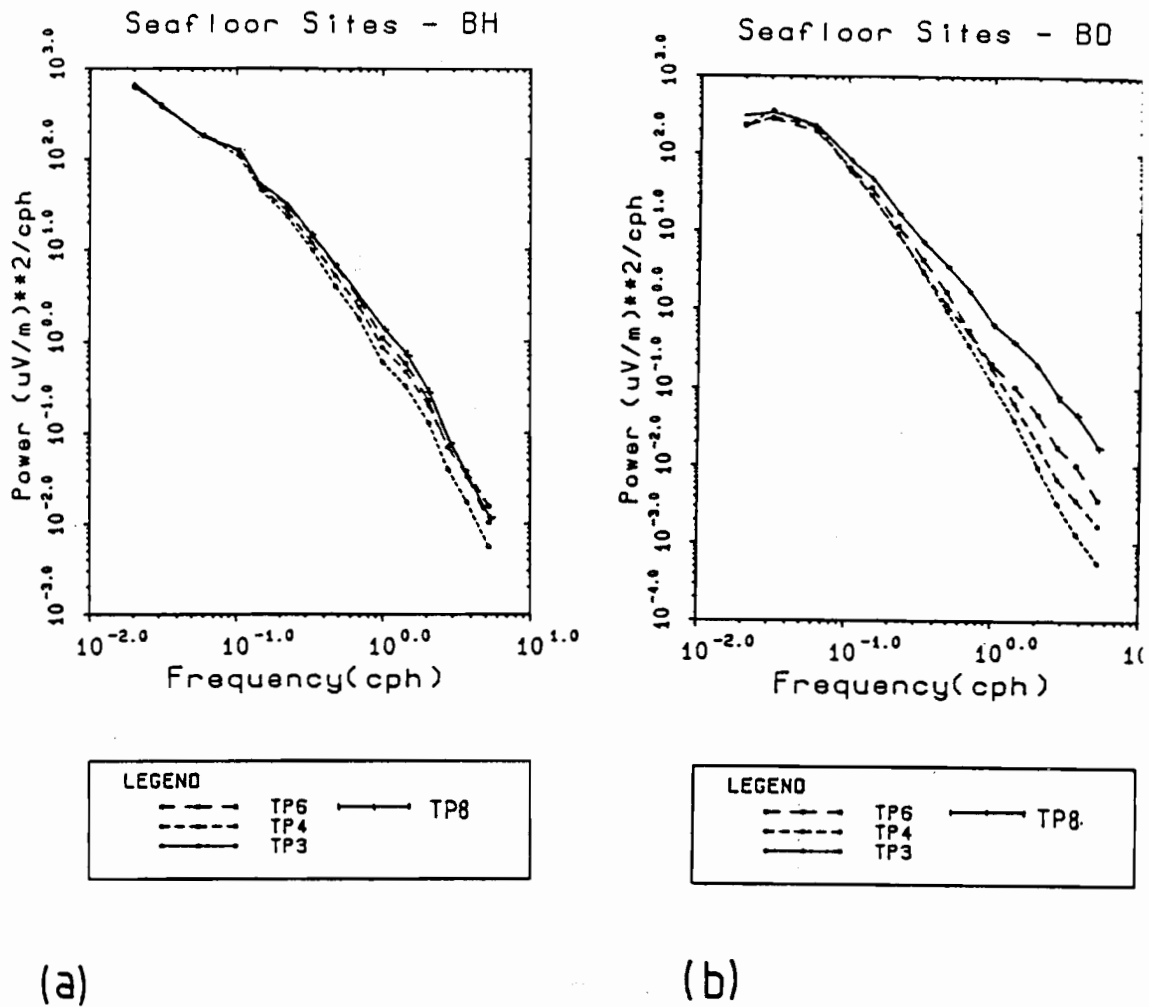 Seafloor Sites - BH
Power (uV/m)**2/cph
10^3.0
10^2.0
10^1.0
10^0.0
10^-1.0
10^-2.0
10^-3.0
10^-2.0
10^-1.0
10^0.0
10^1.0
Frequency(cph)
LEGEND
TP6
TP4
TP3
TP8
(a)
Seafloor Sites - BD
Power (uV/m)**2/cph
10^3.0
10^2.0
10^1.0
10^0.0
10^-1.0
10^-2.0
10^-3.0
10^-4.0
10^-2.0
10^-1.0
10^0.0
Frequency(cph)
LEGEND
TP6
TP4
TP3
TP8
(b)